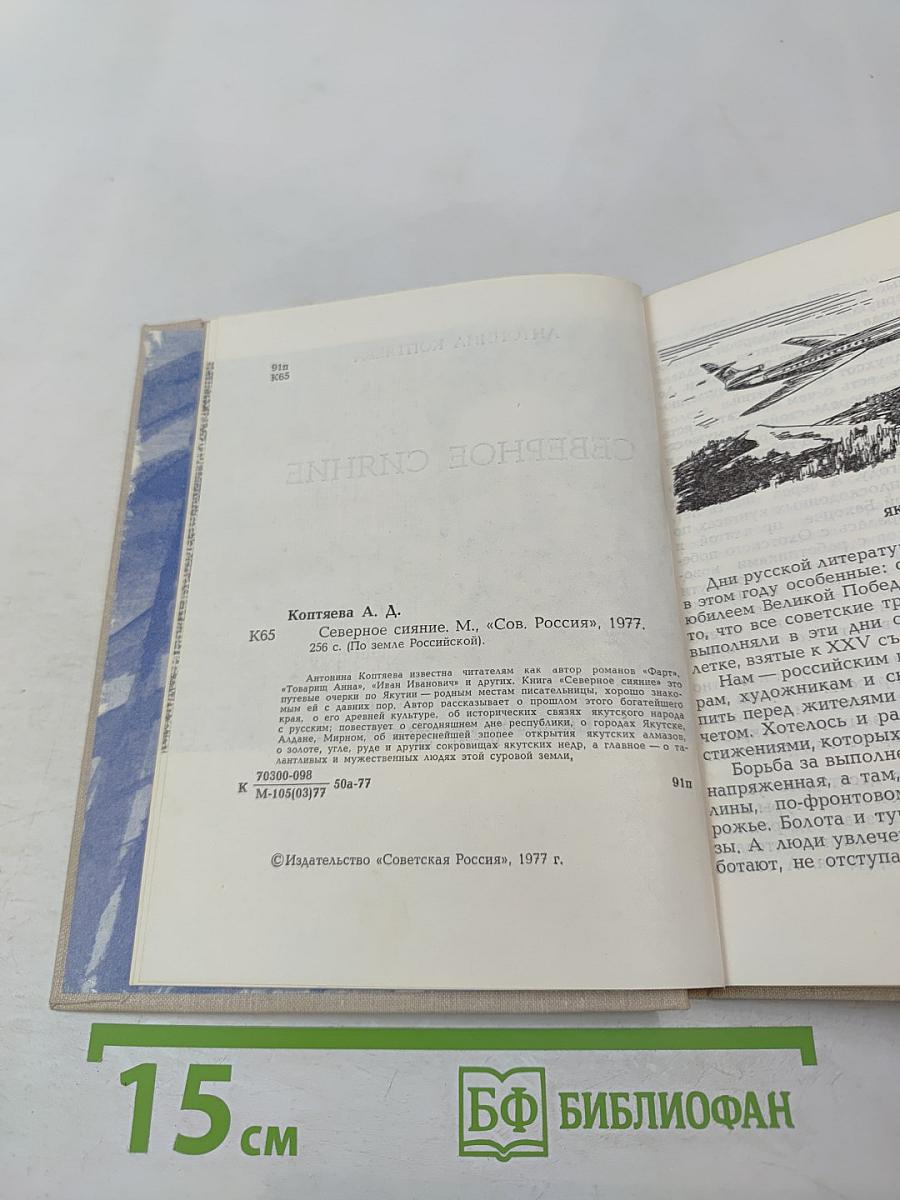 91п
К65
СЕВЕРНОЕ СИЯНИЕ
Коптяева А. Д.
К65 Северное сияние. М., «Сов. Россия», 1977.
256 с. (По земле Российской).
Антонина Коптяева известна читателям как автор романов «Фарт»,
«Товарищ Анна», «Иван Иванович» и других. Книга «Северное сияние» это
путевые очерки по Якутии — родным местам писательницы, хорошо знако-
мым ей с давних пор. Автор рассказывает о прошлом этого богатейшего
края, о его древней культуре, об исторических связях якутского народа
с русским; повествует о сегодняшнем дне республики, о городах Якутске,
Алдане, Мирном, об интереснейшей эпопее открытия якутских алмазов,
о золоте, угле, руде и других сокровищах якутских недр, а главное — о та-
лантливых и мужественных людях этой суровой земли,
К 70300-098 50а-77 91п
М-105(03)77
©Издательство «Советская Россия», 1977 г.
Дни русской литератур
в этом году особенные:
юбилеем Великой Побед
то, что все советские тр
выполняли в эти дни
летке, взятые к XXV съ
Нам — российским
рам, художникам и
пить перед жителями
четом. Хотелось и ра
стижениями, которых
Борьба за выполне
напряженная, а там,
лины, по-фронтовом
рожье. Болота и ту
зы. А люди увлече
ботают, не отступа
15 см
БФ БИБЛИОФАН